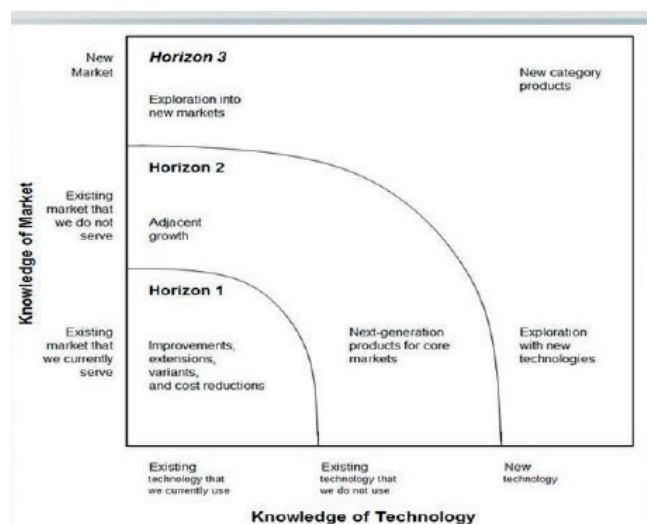 New
Market
Horizon 3
Exploration into
new markets
New category
products
Horizon 2
Existing
market that
we do not
serve
Adjacent
growth
Knowledge of Market
Horizon 1
Existing
market that
we currently
serve
Improvements,
extensions,
variants,
and cost reductions
Next-generation
products for core
markets
Exploration
with new
technologies
Existing
technology that
we currently use
Existing
technology that
we do not use
New
technology
Knowledge of Technology